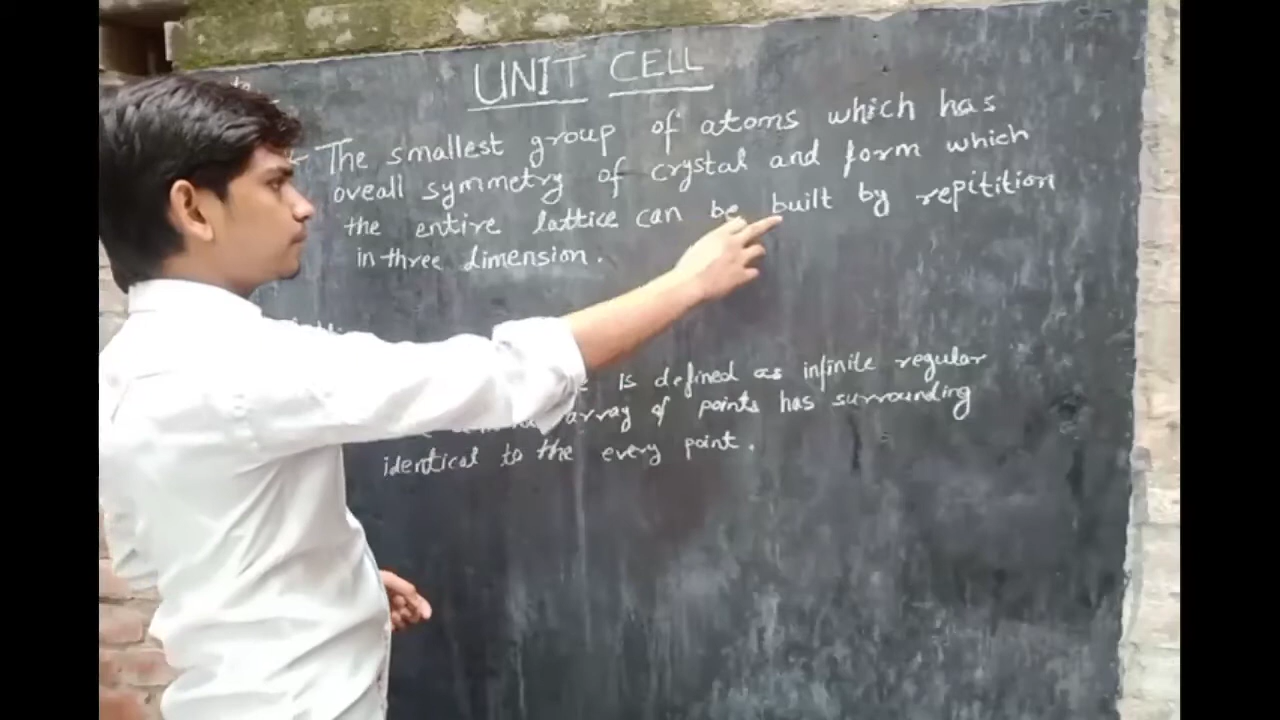 UNIT CELL
The smallest group of atoms which has
oveall symmetry of crystal and form which
the entire lattice can be built by repitition
in three dimension.
is defined as infinite regular
array of points has surrounding
identical to the every point.